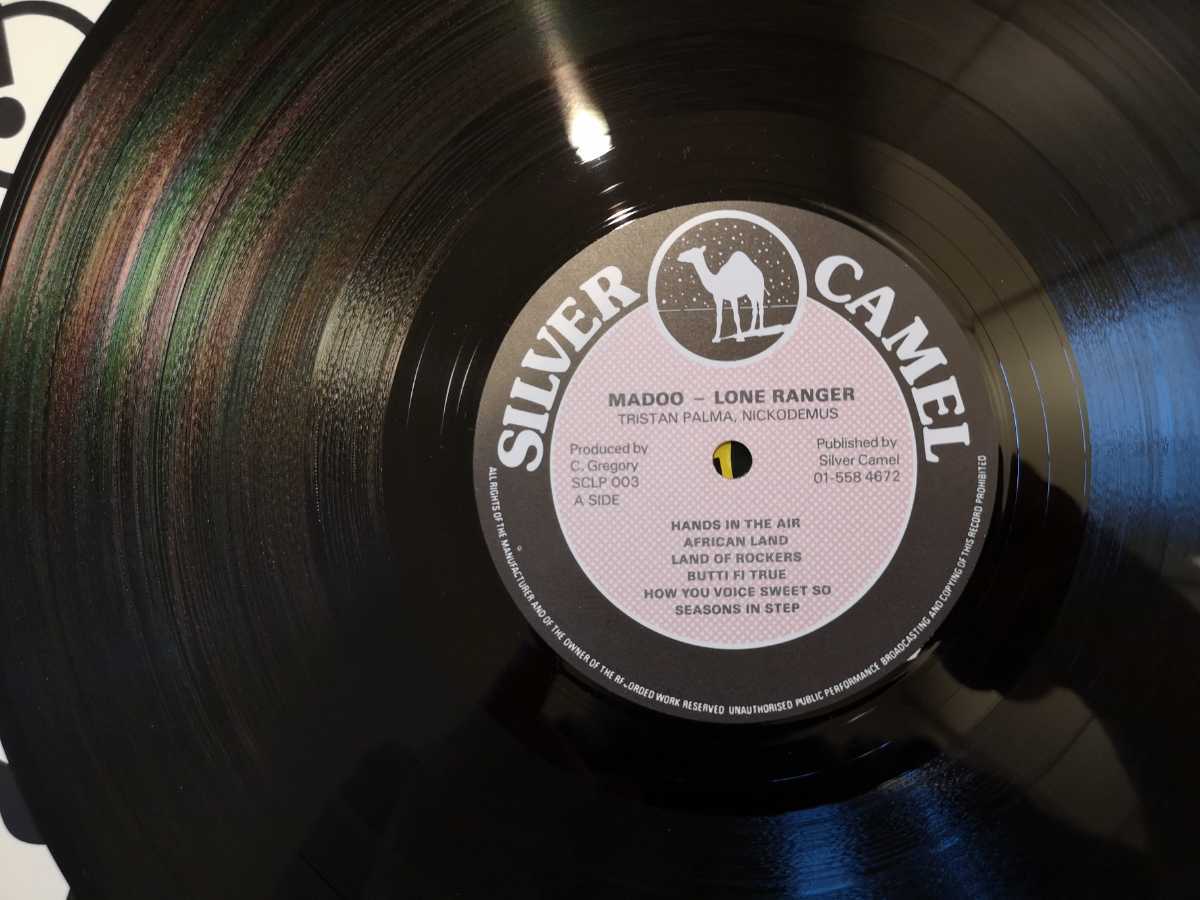 SILVER CAMEL
MADOO – LONE RANGER
TRISTAN PALMA, NICKODEMUS
Produced by
C. Gregory
SCLP 003
A SIDE
Published by
Silver Camel
01-558 4672
HANDS IN THE AIR
AFRICAN LAND
LAND OF ROCKERS
BUTTI FI TRUE
HOW YOU VOICE SWEET SO
SEASONS IN STEP
ALL RIGHTS OF THE MANUFACTURER AND OF THE OWNER OF THE RECORDED WORK RESERVED UNAUTHORISED PUBLIC PERFORMANCE BROADCASTING AND COPYING OF THIS RECORD PROHIBITED